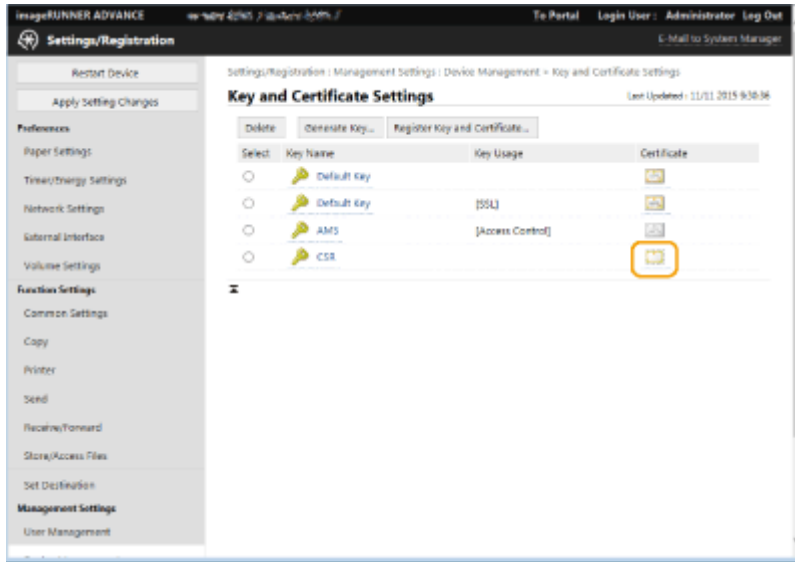 imageRUNNER ADVANCE
To Portal Login User : Administrator Log Out
Settings/Registration
E-Mail to System Manager
Restart Device
Settings/Registration : Management Settings : Device Management > Key and Certificate Settings
Apply Setting Changes
Key and Certificate Settings
Last Updated : 11/11 2015 9:30:36
Preferences
Delete Generate Key... Register Key and Certificate...
Paper Settings
Select Key Name Key Usage Certificate
Timer/Energy Settings
Default Key
Network Settings
Default Key [SSL]
External Interface
AMS [Access Control]
Volume Settings
CSR
Function Settings
Common Settings
Copy
Printer
Send
Receive/Forward
Store/Access Files
Set Destination
Management Settings
User Management